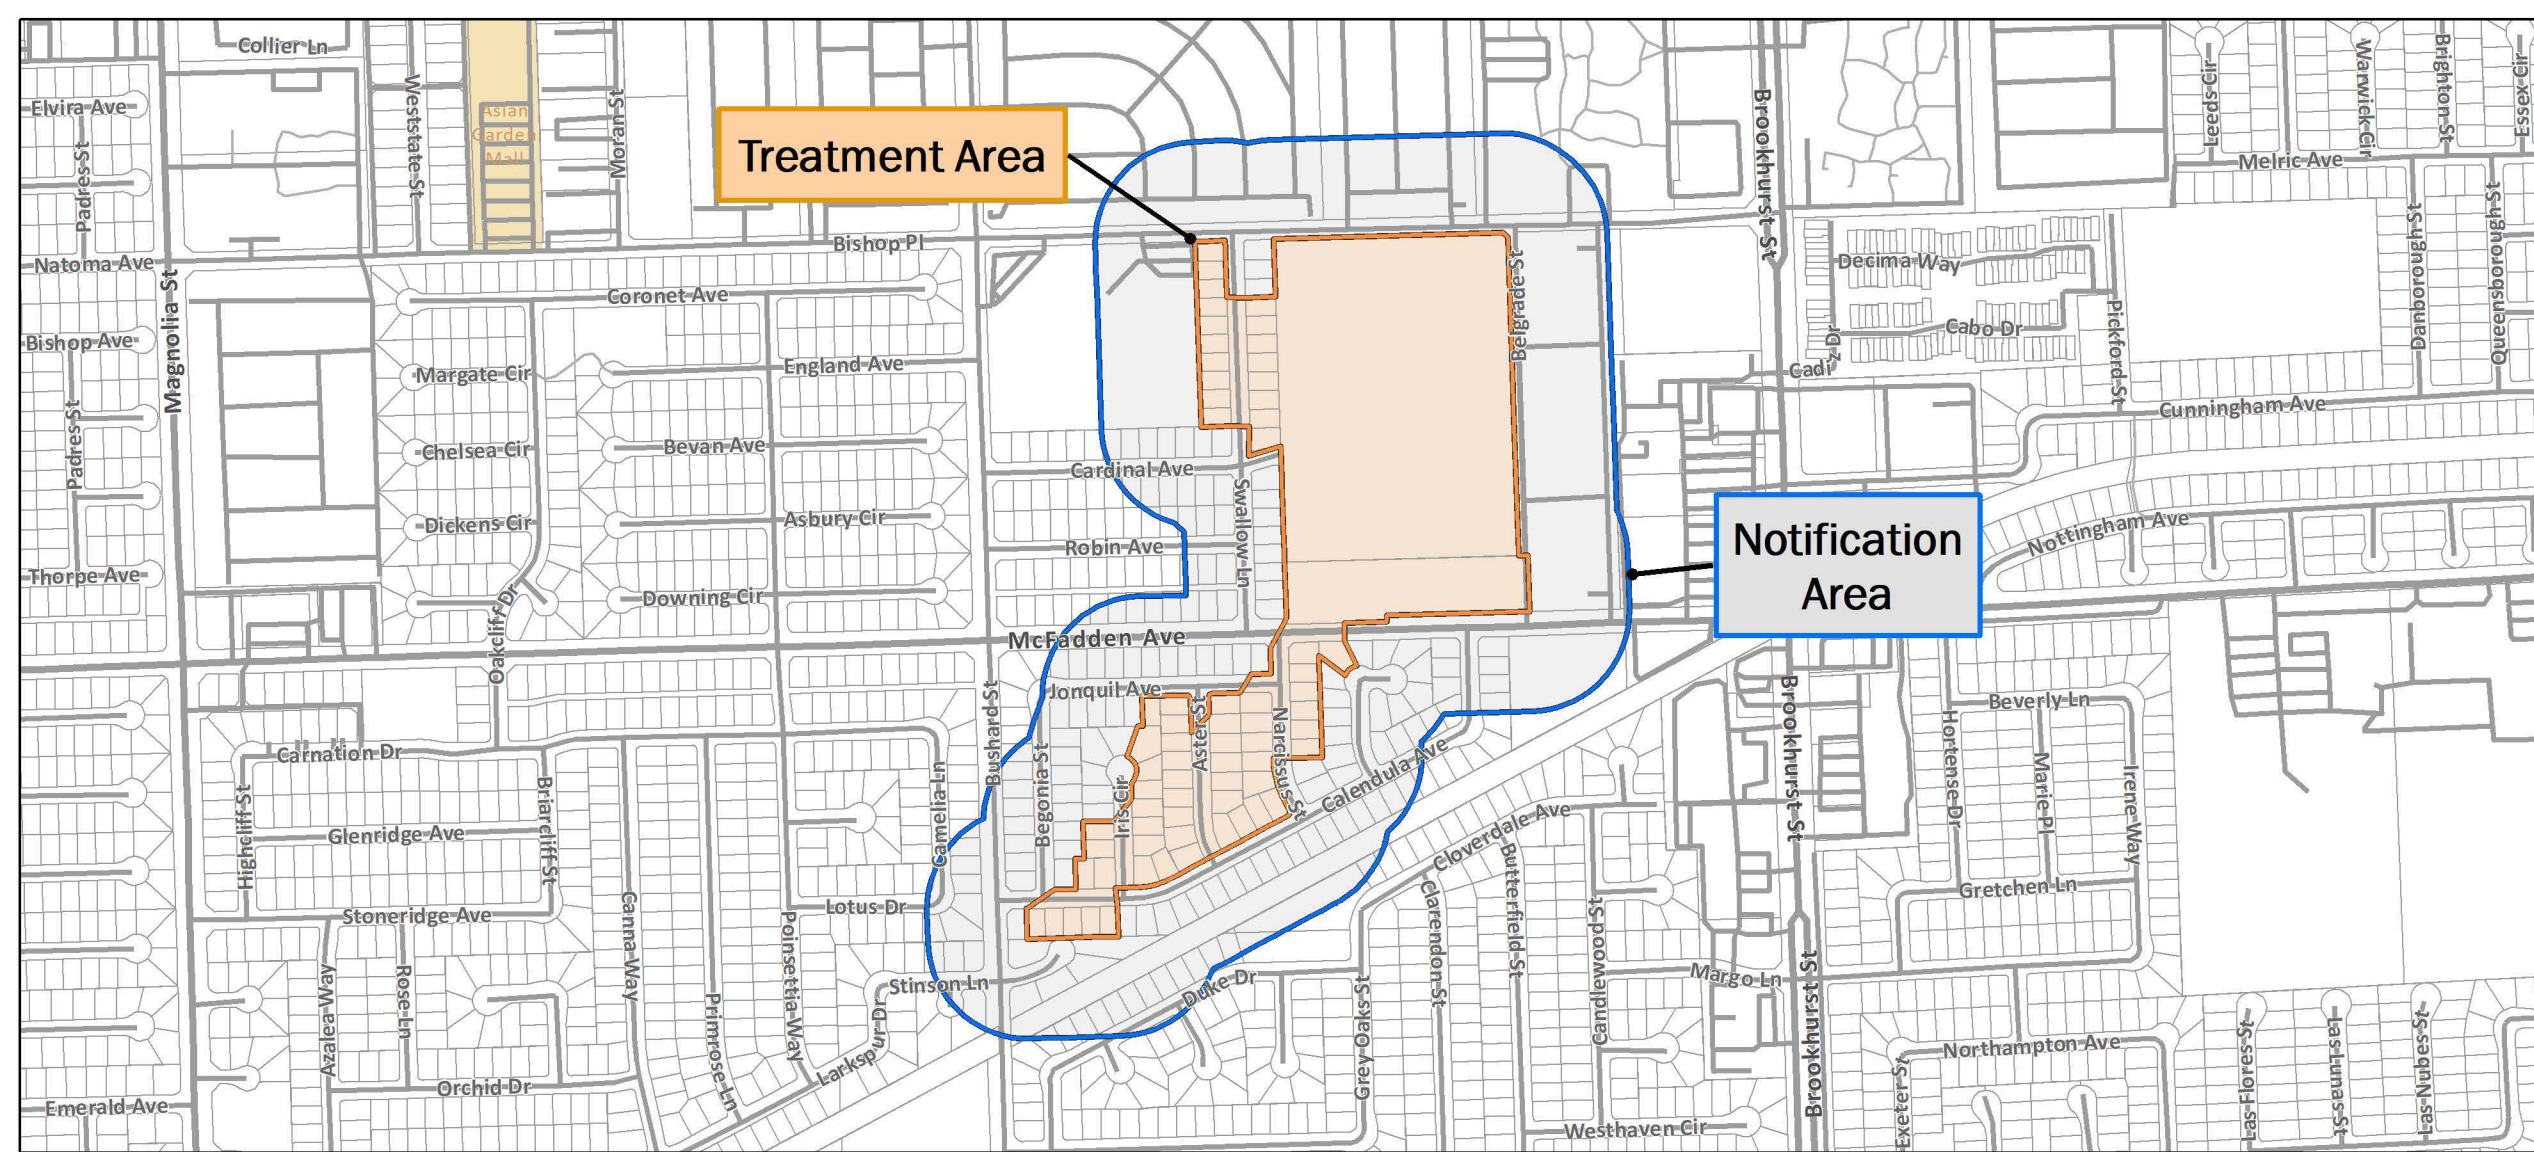 Collier Ln
Elvira Ave
Padres St
Weststate St
Asian
Garden
Mall
Moran St
Treatment Area
Brookhurst St
Leeds Cir
Warwick Cir
Brighton St
Essex Cir
Melric Ave
Natoma Ave
Magnolia St
Bishop Pl
Coronet Ave
Belgrade St
Decima Way
Danborough St
Queensborough St
Bishop Ave
Margate Cir
England Ave
Cabo Dr
Cadiz Dr
Pickford St
Padres St
Cunningham Ave
Chelsea Cir
Bevan Ave
Cardinal Ave
Swallow Ln
Dickens Cir
Asbury Cir
Robin Ave
Notification
Area
Nottingham Ave
Thorpe Ave
Oakcliff Dr
Downing Cir
McFadden Ave
Jonquil Ave
Bushard St
Aster St
Narcissus St
Brookhurst St
Beverly Ln
Carnation Dr
Camelia Ln
Begonia St
Iris Cir
Calendula Ave
Hortense Dr
Marie Pl
Irene Way
Highcliff St
Glenridge Ave
Briarcliff St
Cloverdale Ave
Butterfield St
Stoneridge Ave
Canna Way
Lotus Dr
Poinsettia Way
Clarendon St
Candlewood St
Gretchen Ln
Azalea Way
Rose Ln
Primrose Ln
Stinson Ln
Duke Dr
Margo Ln
Brookhurst St
Larkspur Dr
Grey Oaks St
Northampton Ave
Las Flores St
Las Lunas St
Las Nubes St
Emerald Ave
Orchid Dr
Westhaven Cir
Exeter St